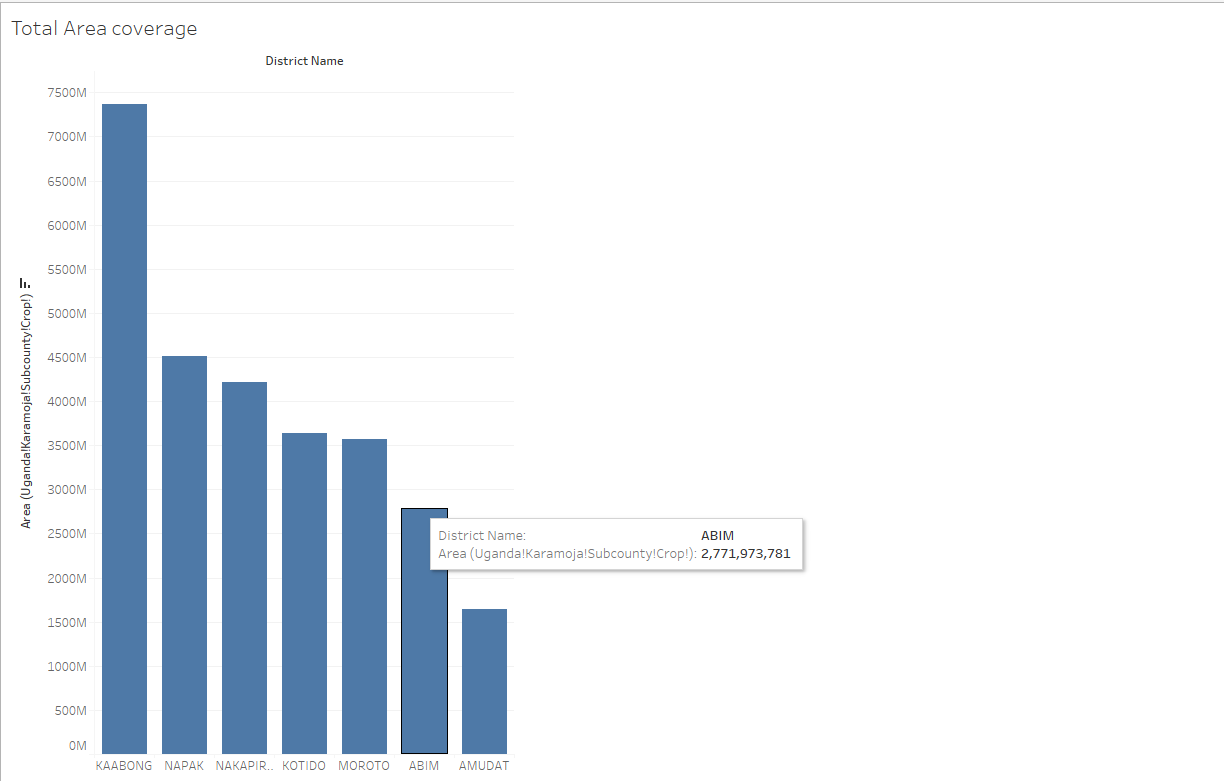 Total Area coverage
District Name
7500M
7000M
6500M
6000M
5500M
5000M
4500M
4000M
3500M
3000M
2500M
2000M
1500M
1000M
500M
0M
Area (Uganda!Karamoja!Subcounty!Crop!)
District Name: ABIM
Area (Uganda!Karamoja!Subcounty!Crop!): 2,771,973,781
KAABONG NAPAK NAKAPIR.. KOTIDO MOROTO ABIM AMUDAT